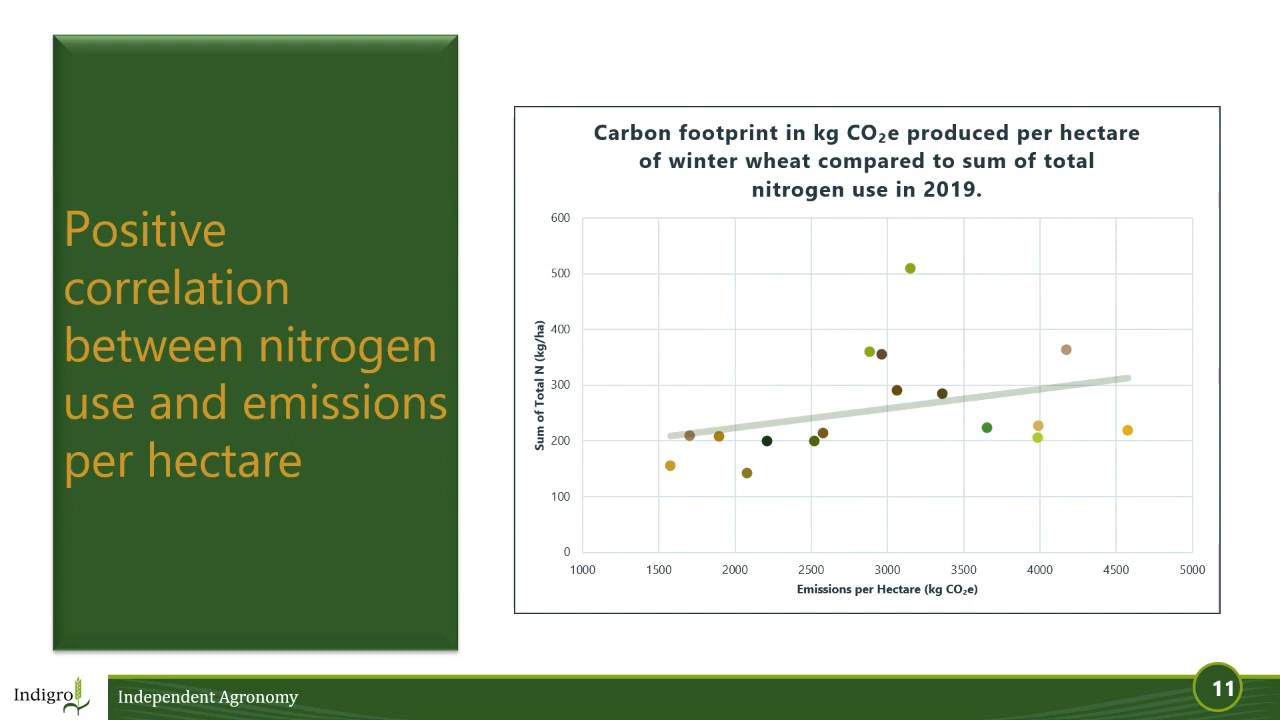 Positive
correlation
between nitrogen
use and emissions
per hectare
Carbon footprint in kg CO₂e produced per hectare
of winter wheat compared to sum of total
nitrogen use in 2019.
Sum of Total N (kg/ha)
600
500
400
300
200
100
0
1000 1500 2000 2500 3000 3500 4000 4500 5000
Emissions per Hectare (kg CO₂e)
Indigro
Independent Agronomy
11